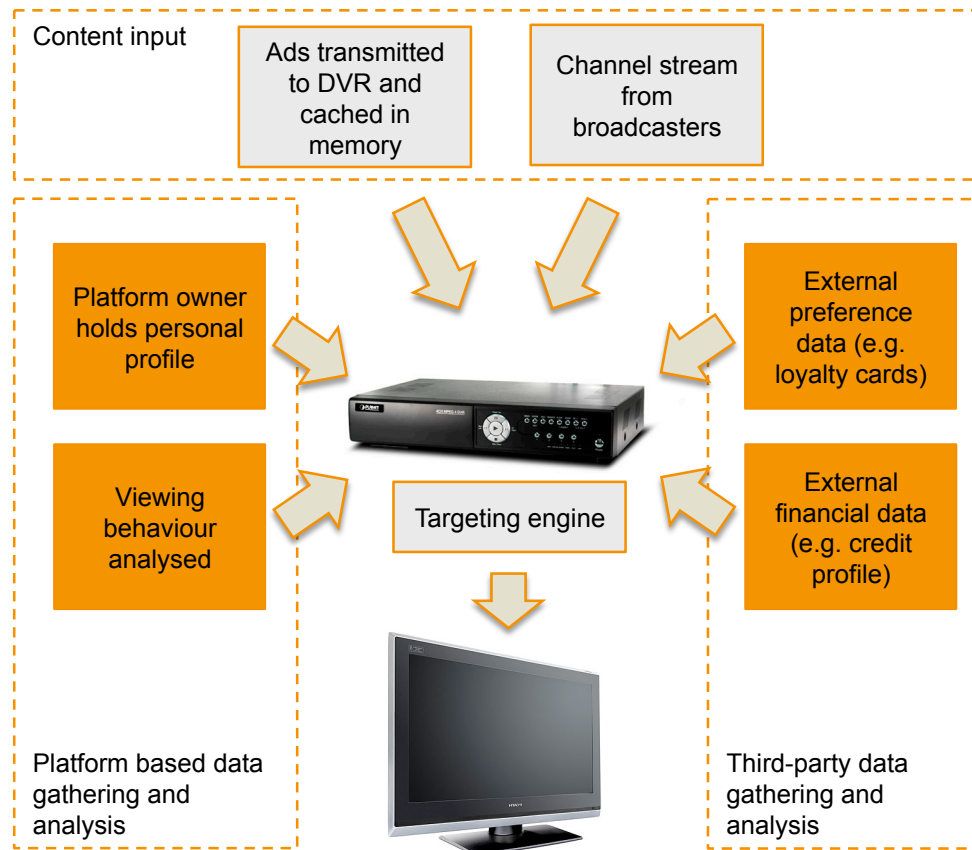 Content input
Ads transmitted
to DVR and
cached in
memory
Channel stream
from
broadcasters
Platform owner
holds personal
profile
External
preference
data (e.g.
loyalty cards)
PLANET
Viewing
behaviour
analysed
Targeting engine
External
financial data
(e.g. credit
profile)
HITACHI
Platform based data
gathering and
analysis
Third-party data
gathering and
analysis